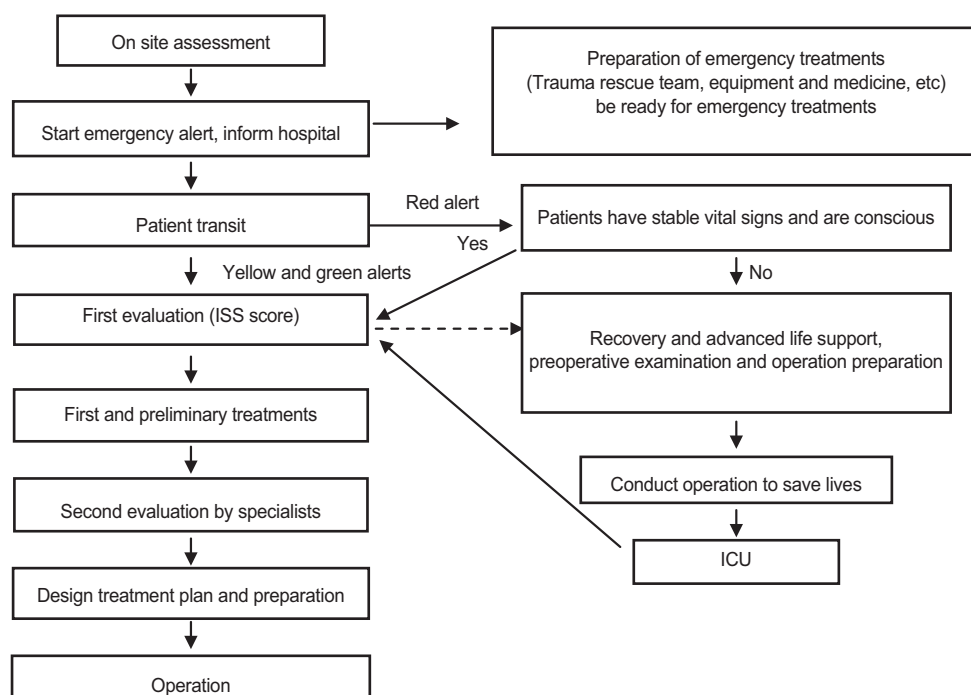 On site assessment
Preparation of emergency treatments
(Trauma rescue team, equipment and medicine, etc)
be ready for emergency treatments
Start emergency alert, inform hospital
Red alert
Patient transit
Patients have stable vital signs and are conscious
Yes
Yellow and green alerts
No
First evaluation (ISS score)
Recovery and advanced life support,
preoperative examination and operation preparation
First and preliminary treatments
Conduct operation to save lives
Second evaluation by specialists
ICU
Design treatment plan and preparation
Operation